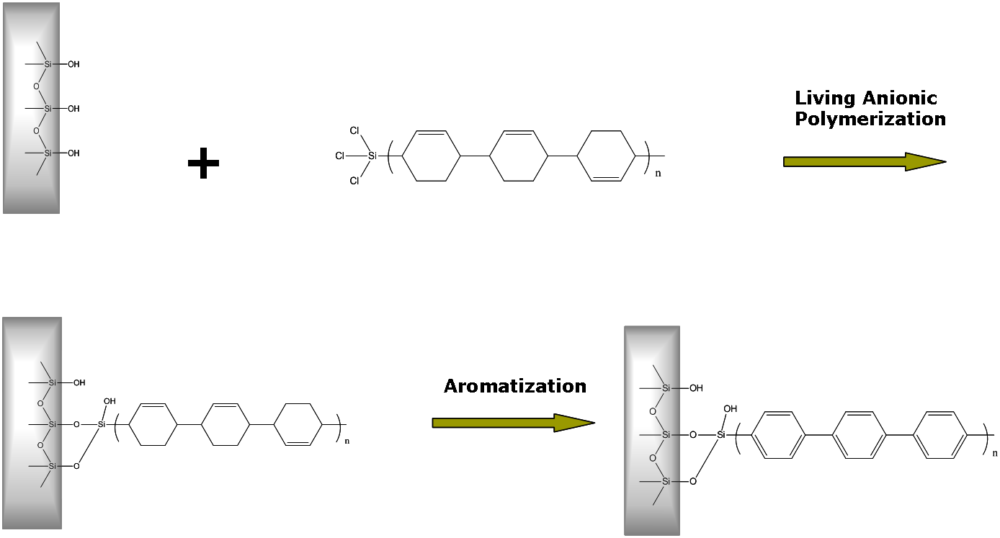 Si OH
O
Si OH
O
Si OH
Cl
Cl Si ( ) n
Cl
Living Anionic
Polymerization
Si OH
O
OH
Si O Si ( ) n
O
Si O
Aromatization
Si OH
O
OH
Si O Si ( ) n
O
Si O